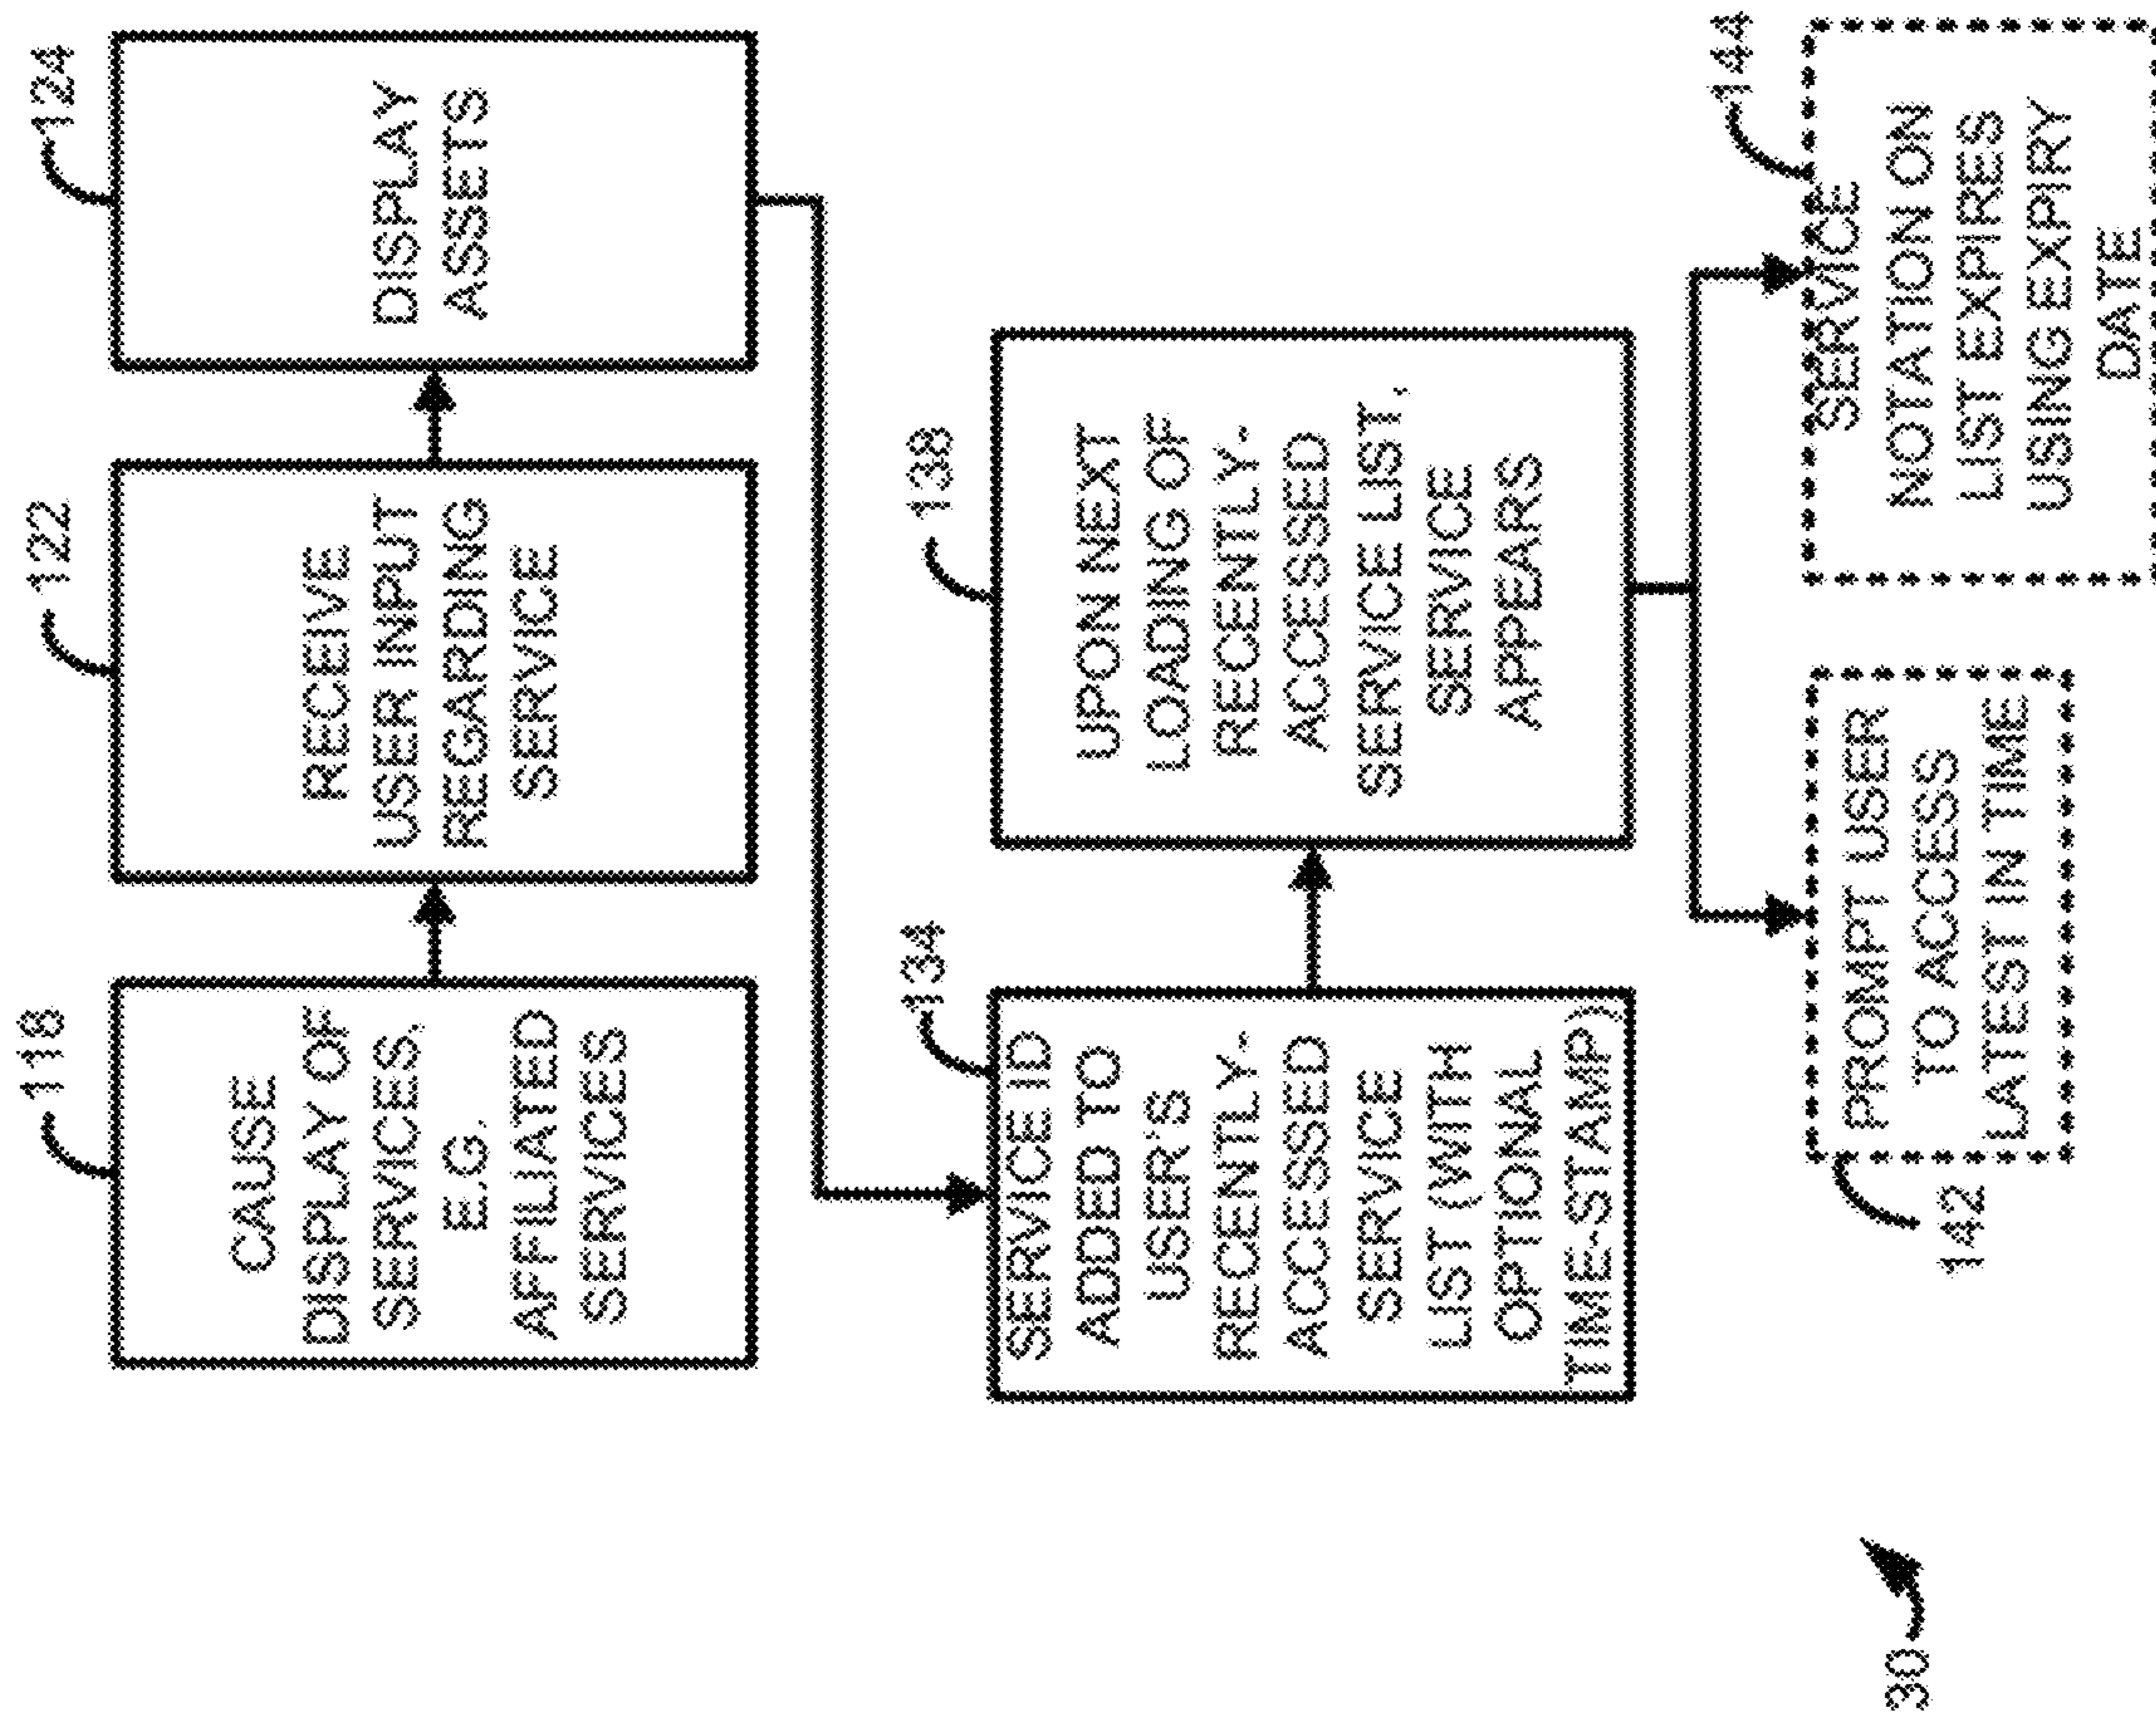 118
CAUSE
DISPLAY OF
SERVICES,
E.G.
AFFILIATED
SERVICES
122
RECEIVE
USER INPUT
REGARDING
SERVICE
124
DISPLAY
ASSETS
134
SERVICE ID
ADDED TO
USER'S
RECENTLY-
ACCESSED
SERVICE
LIST (WITH
OPTIONAL
TIME-STAMP)
138
UPON NEXT
LOADING OF
RECENTLY-
ACCESSED
SERVICE LIST,
SERVICE
APPEARS
142
PROMPT USER
TO ACCESS
LATEST IN TIME
144
SERVICE
NOTATION ON
LIST EXPIRES
USING EXPIRY
DATE
30